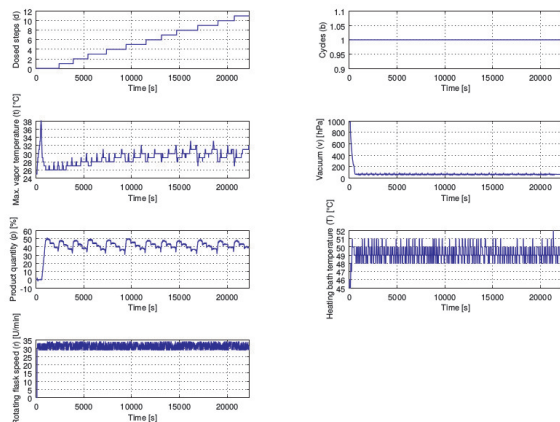 Dosed steps (d)
12
10
8
6
4
2
0
0 5000 10000 15000 20000
Time [s]
Cycles (b)
1.1
1.05
1
0.95
0.9
0 5000 10000 15000 20000
Time [s]
Max. vapor temperature (t) [°C]
38
36
34
32
30
28
26
24
0 5000 10000 15000 20000
Time [s]
Vacuum (v) [hPa]
1000
800
600
400
200
0
0 5000 10000 15000 20000
Time [s]
Product quantity (p) [%]
60
50
40
30
20
10
0
-10
0 5000 10000 15000 20000
Time [s]
Heating bath temperature (T) [°C]
52
51
50
49
48
47
46
45
0 5000 10000 15000 20000
Time [s]
Rotating flask speed (r) [U/min]
35
30
25
20
15
10
5
0
0 5000 10000 15000 20000
Time [s]